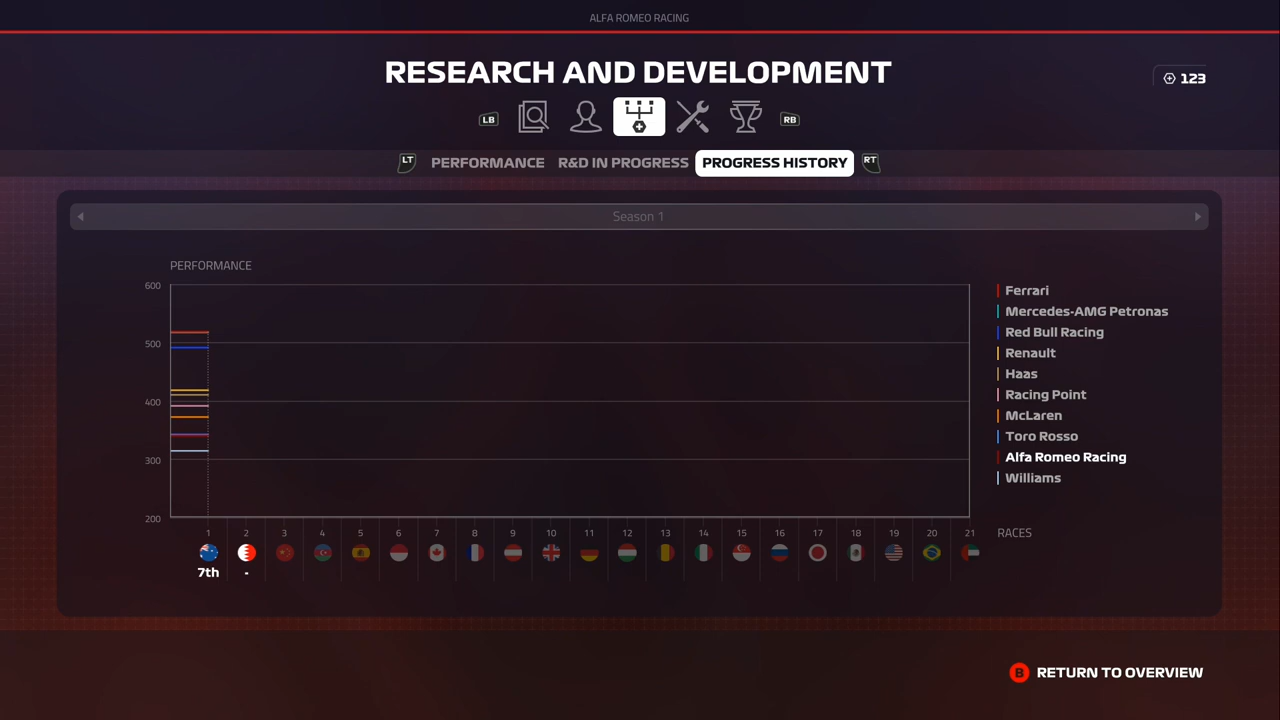 ALFA ROMEO RACING
RESEARCH AND DEVELOPMENT
123
LB
RB
LT PERFORMANCE R&D IN PROGRESS PROGRESS HISTORY RT
Season 1
PERFORMANCE
600
500
400
300
200
Ferrari
Mercedes-AMG Petronas
Red Bull Racing
Renault
Haas
Racing Point
McLaren
Toro Rosso
Alfa Romeo Racing
Williams
1 2 3 4 5 6 7 8 9 10 11 12 13 14 15 16 17 18 19 20 21 RACES
7th -
B RETURN TO OVERVIEW